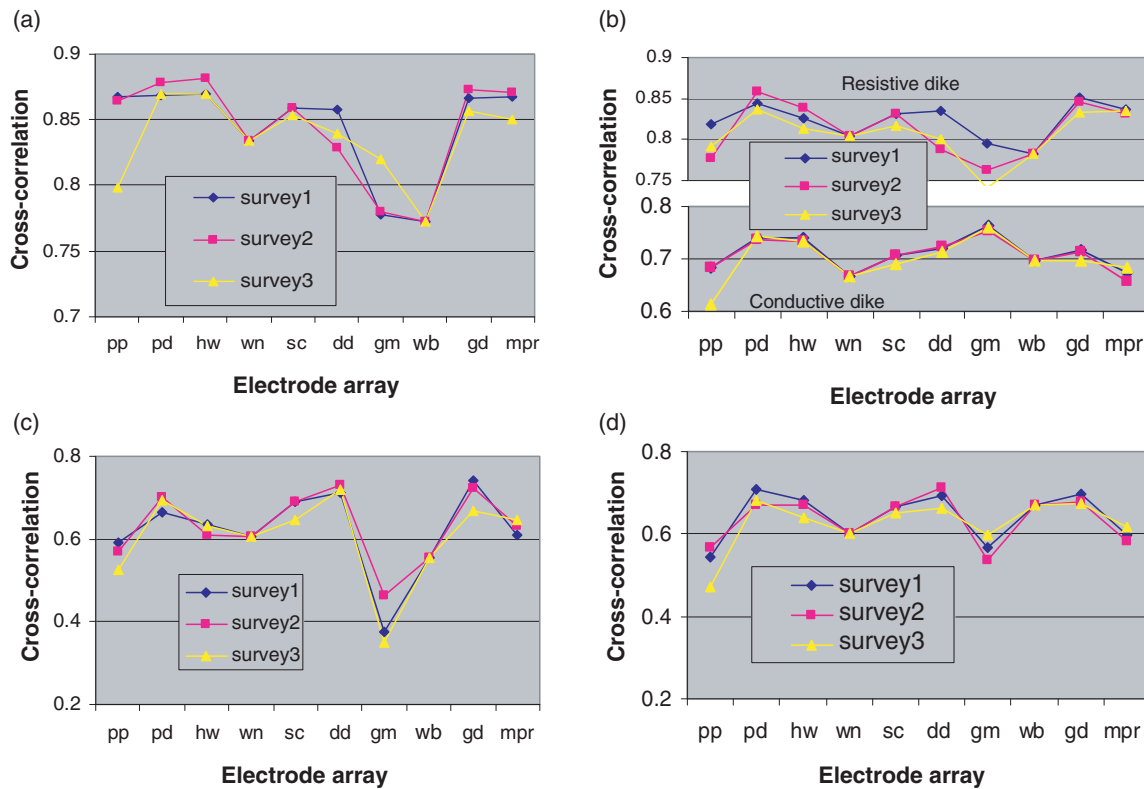 (a)
0.9
0.85
0.8
0.75
0.7
Cross-correlation
survey1
survey2
survey3
pp pd hw wn sc dd gm wb gd mpr
Electrode array
(b)
0.9
0.85
0.8
0.75
0.8
0.7
0.6
Cross-correlation
Resistive dike
survey1
survey2
survey3
Conductive dike
pp pd hw wn sc dd gm wb gd mpr
Electrode array
(c)
0.8
0.6
0.4
0.2
Cross-correlation
survey1
survey2
survey3
pp pd hw wn sc dd gm wb gd mpr
Electrode array
(d)
0.8
0.6
0.4
0.2
Cross-correlation
survey1
survey2
survey3
pp pd hw wn sc dd gm wb gd mpr
Electrode array